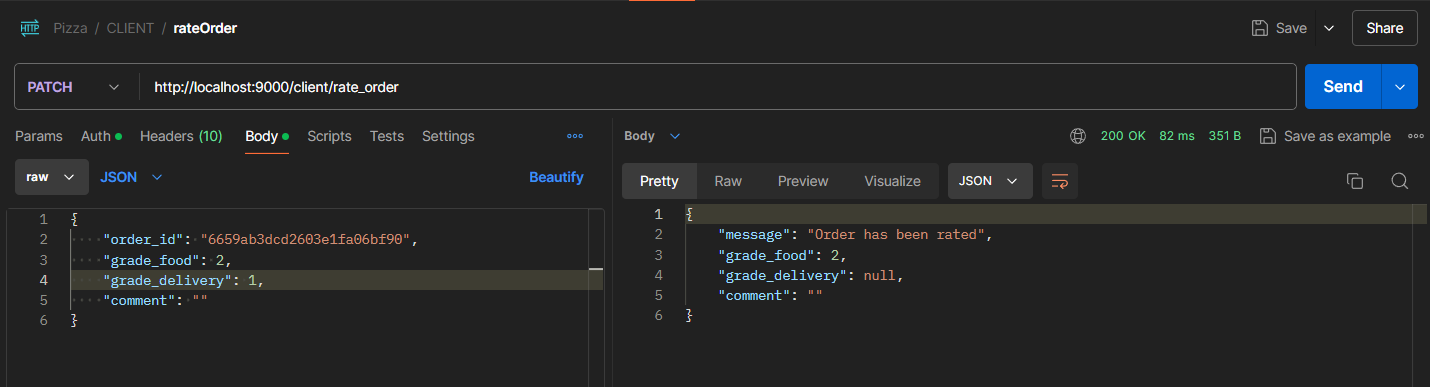 HTTP Pizza / CLIENT / rateOrder Save Share
PATCH http://localhost:9000/client/rate_order Send
Params Auth Headers (10) Body Scripts Tests Settings
raw JSON Beautify
1 {
2 "order_id": "6659ab3dcd2603e1fa06bf90",
3 "grade_food": 2,
4 "grade_delivery": 1,
5 "comment": ""
6 }
Body 200 OK 82 ms 351 B Save as example
Pretty Raw Preview Visualize JSON
1 {
2 "message": "Order has been rated",
3 "grade_food": 2,
4 "grade_delivery": null,
5 "comment": ""
6 }